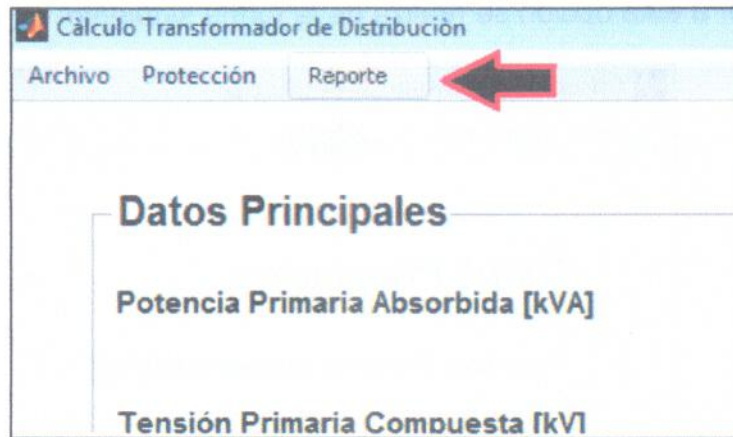 Càlculo Transformador de Distribuciòn
Archivo Protección Reporte
Datos Principales
Potencia Primaria Absorbida [kVA]
Tensión Primaria Compuesta [kV]